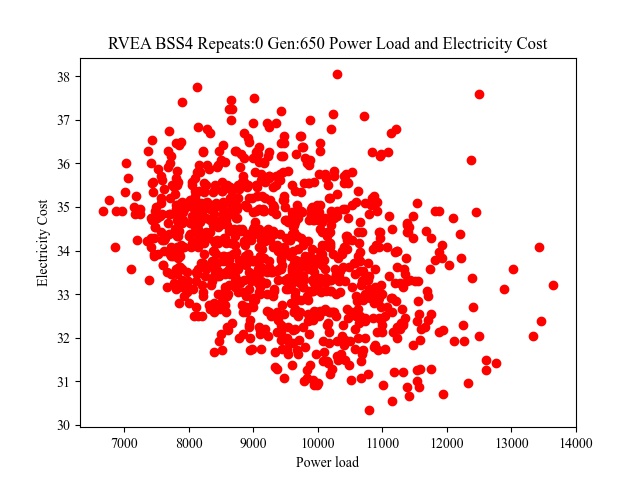 RVEA BSS4 Repeats:0 Gen:650 Power Load and Electricity Cost
38
37
36
35
34
33
32
31
30
Electricity Cost
7000 8000 9000 10000 11000 12000 13000 14000
Power load